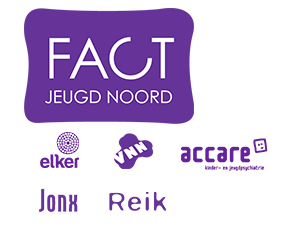 FACT
JEUGD NOORD
elker
VNN
accare
kinder- en jeugdpsychiatrie
Jonx
Reik